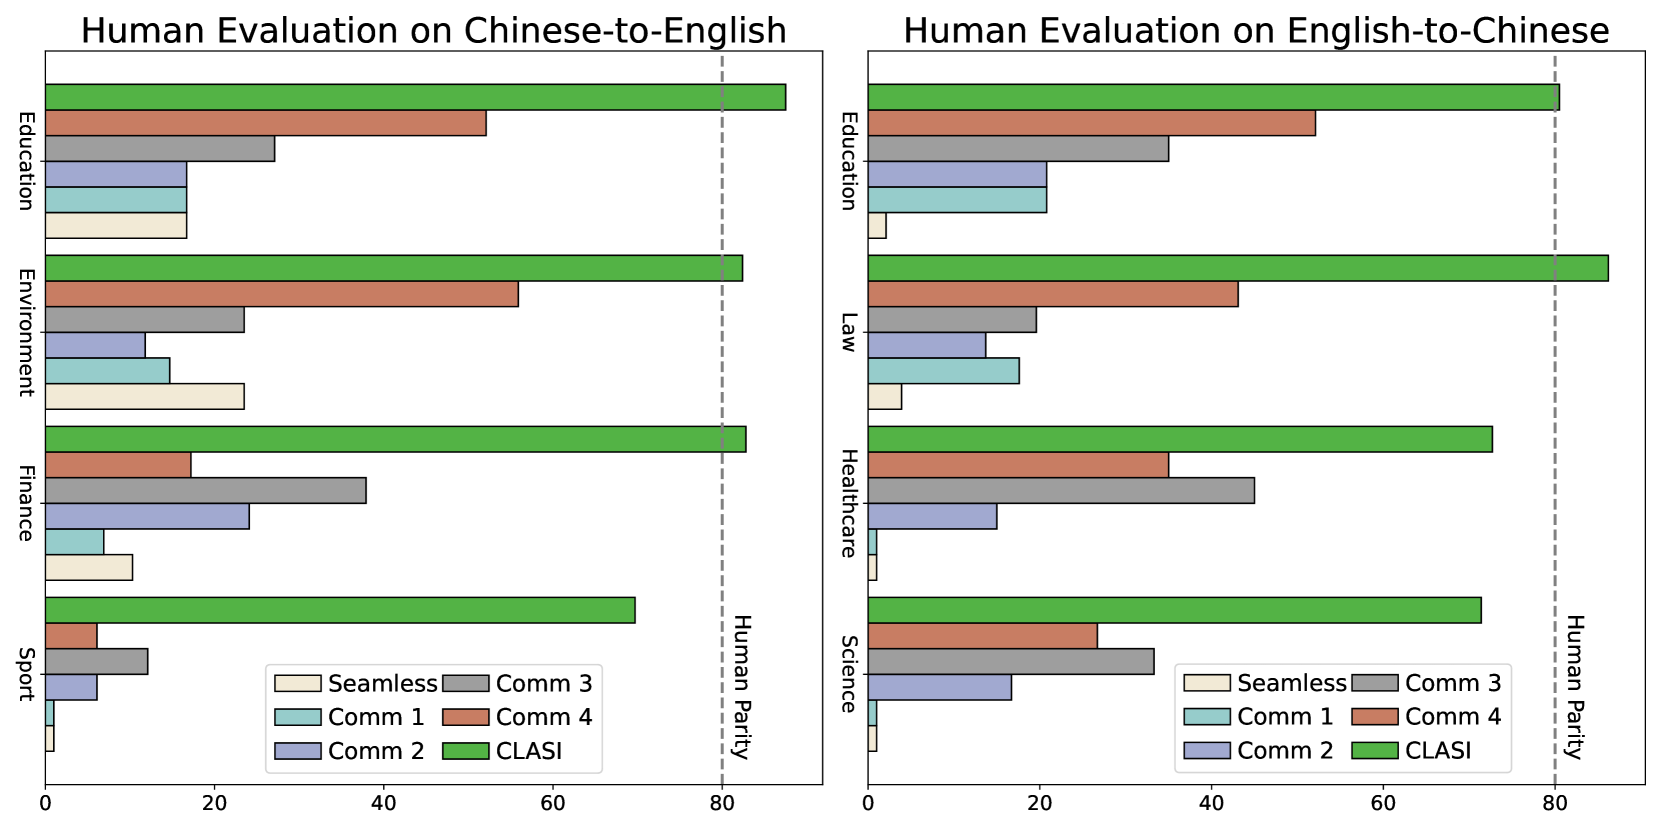 Human Evaluation on Chinese-to-English
Education
Environment
Finance
Sport
Human Parity
Seamless
Comm 1
Comm 2
Comm 3
Comm 4
CLASI
0 20 40 60 80
Human Evaluation on English-to-Chinese
Education
Law
Healthcare
Science
Human Parity
Seamless
Comm 1
Comm 2
Comm 3
Comm 4
CLASI
0 20 40 60 80